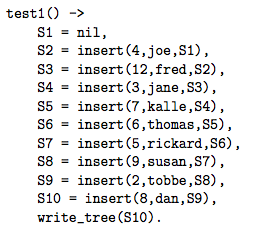 test1() ->
    S1 = nil,
    S2 = insert(4,joe,S1),
    S3 = insert(12,fred,S2),
    S4 = insert(3,jane,S3),
    S5 = insert(7,kalle,S4),
    S6 = insert(6,thomas,S5),
    S7 = insert(5,rickard,S6),
    S8 = insert(9,susan,S7),
    S9 = insert(2,tobbe,S8),
    S10 = insert(8,dan,S9),
    write_tree(S10).